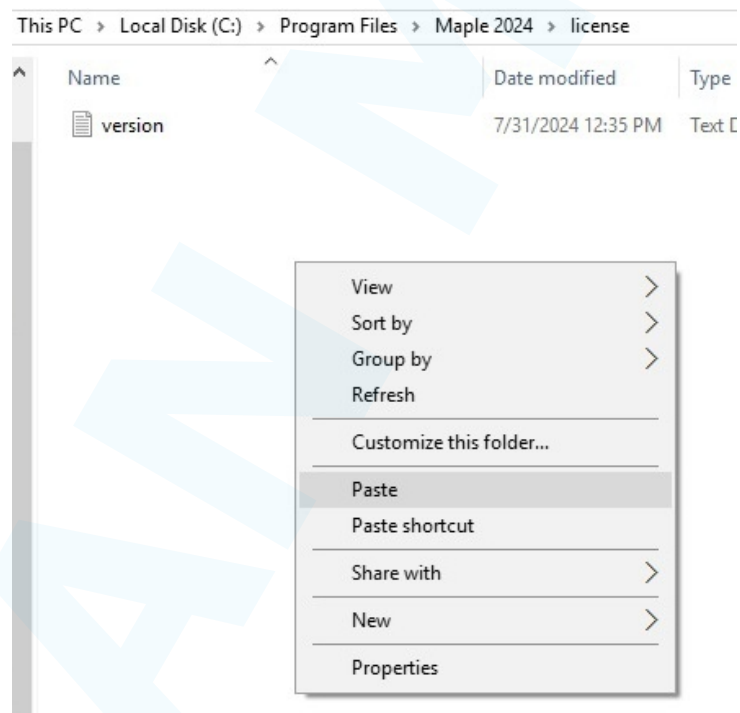 This PC > Local Disk (C:) > Program Files > Maple 2024 > license
Name Date modified Type
version 7/31/2024 12:35 PM Text D
View
Sort by
Group by
Refresh
Customize this folder...
Paste
Paste shortcut
Share with
New
Properties